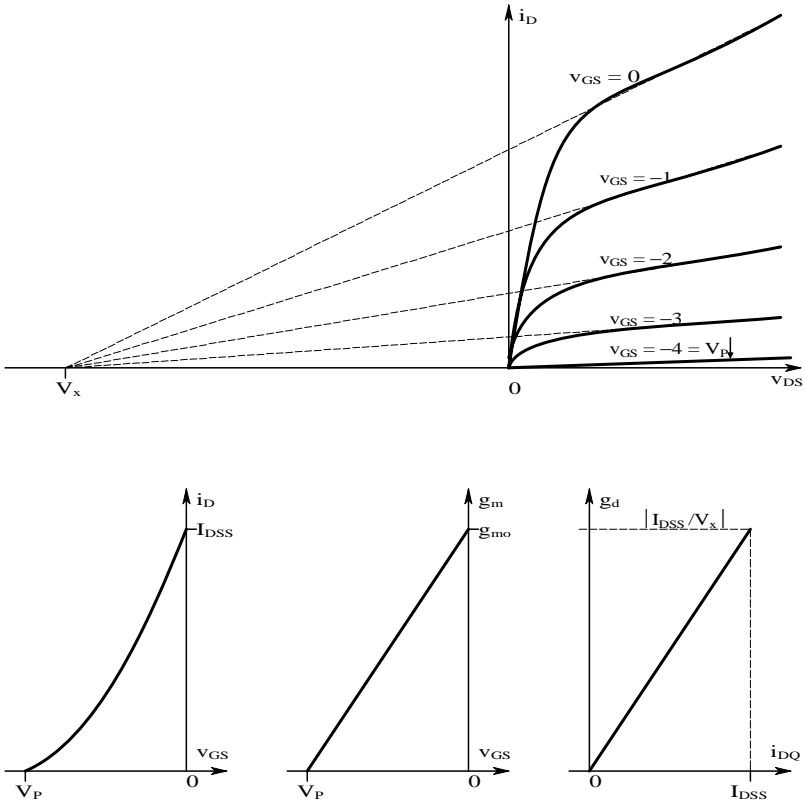 i_D
v_GS = 0
v_GS = −1
v_GS = −2
v_GS = −3
v_GS = −4 = V_P
V_x
0
v_DS
i_D
I_DSS
v_GS
V_P
0
g_m
g_mo
v_GS
V_P
0
g_d
|I_DSS/V_x|
i_DQ
0
I_DSS